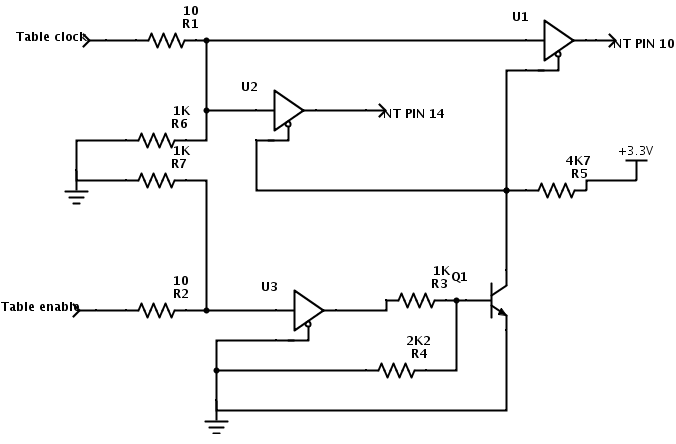 10
R1
U1
Table clock
NT PIN 10
U2
1K
R6
NT PIN 14
1K
R7
4K7
R5
+3.3V
10
R2
U3
1K
R3
Q1
Table enable
2K2
R4